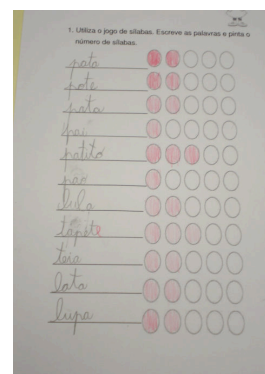 1. Utiliza o jogo de sílabas. Escreve as palavras e pinta o
número de sílabas.
pato
pote
pata
pai
patito
pão
lula
tapete
teia
lata
lupa